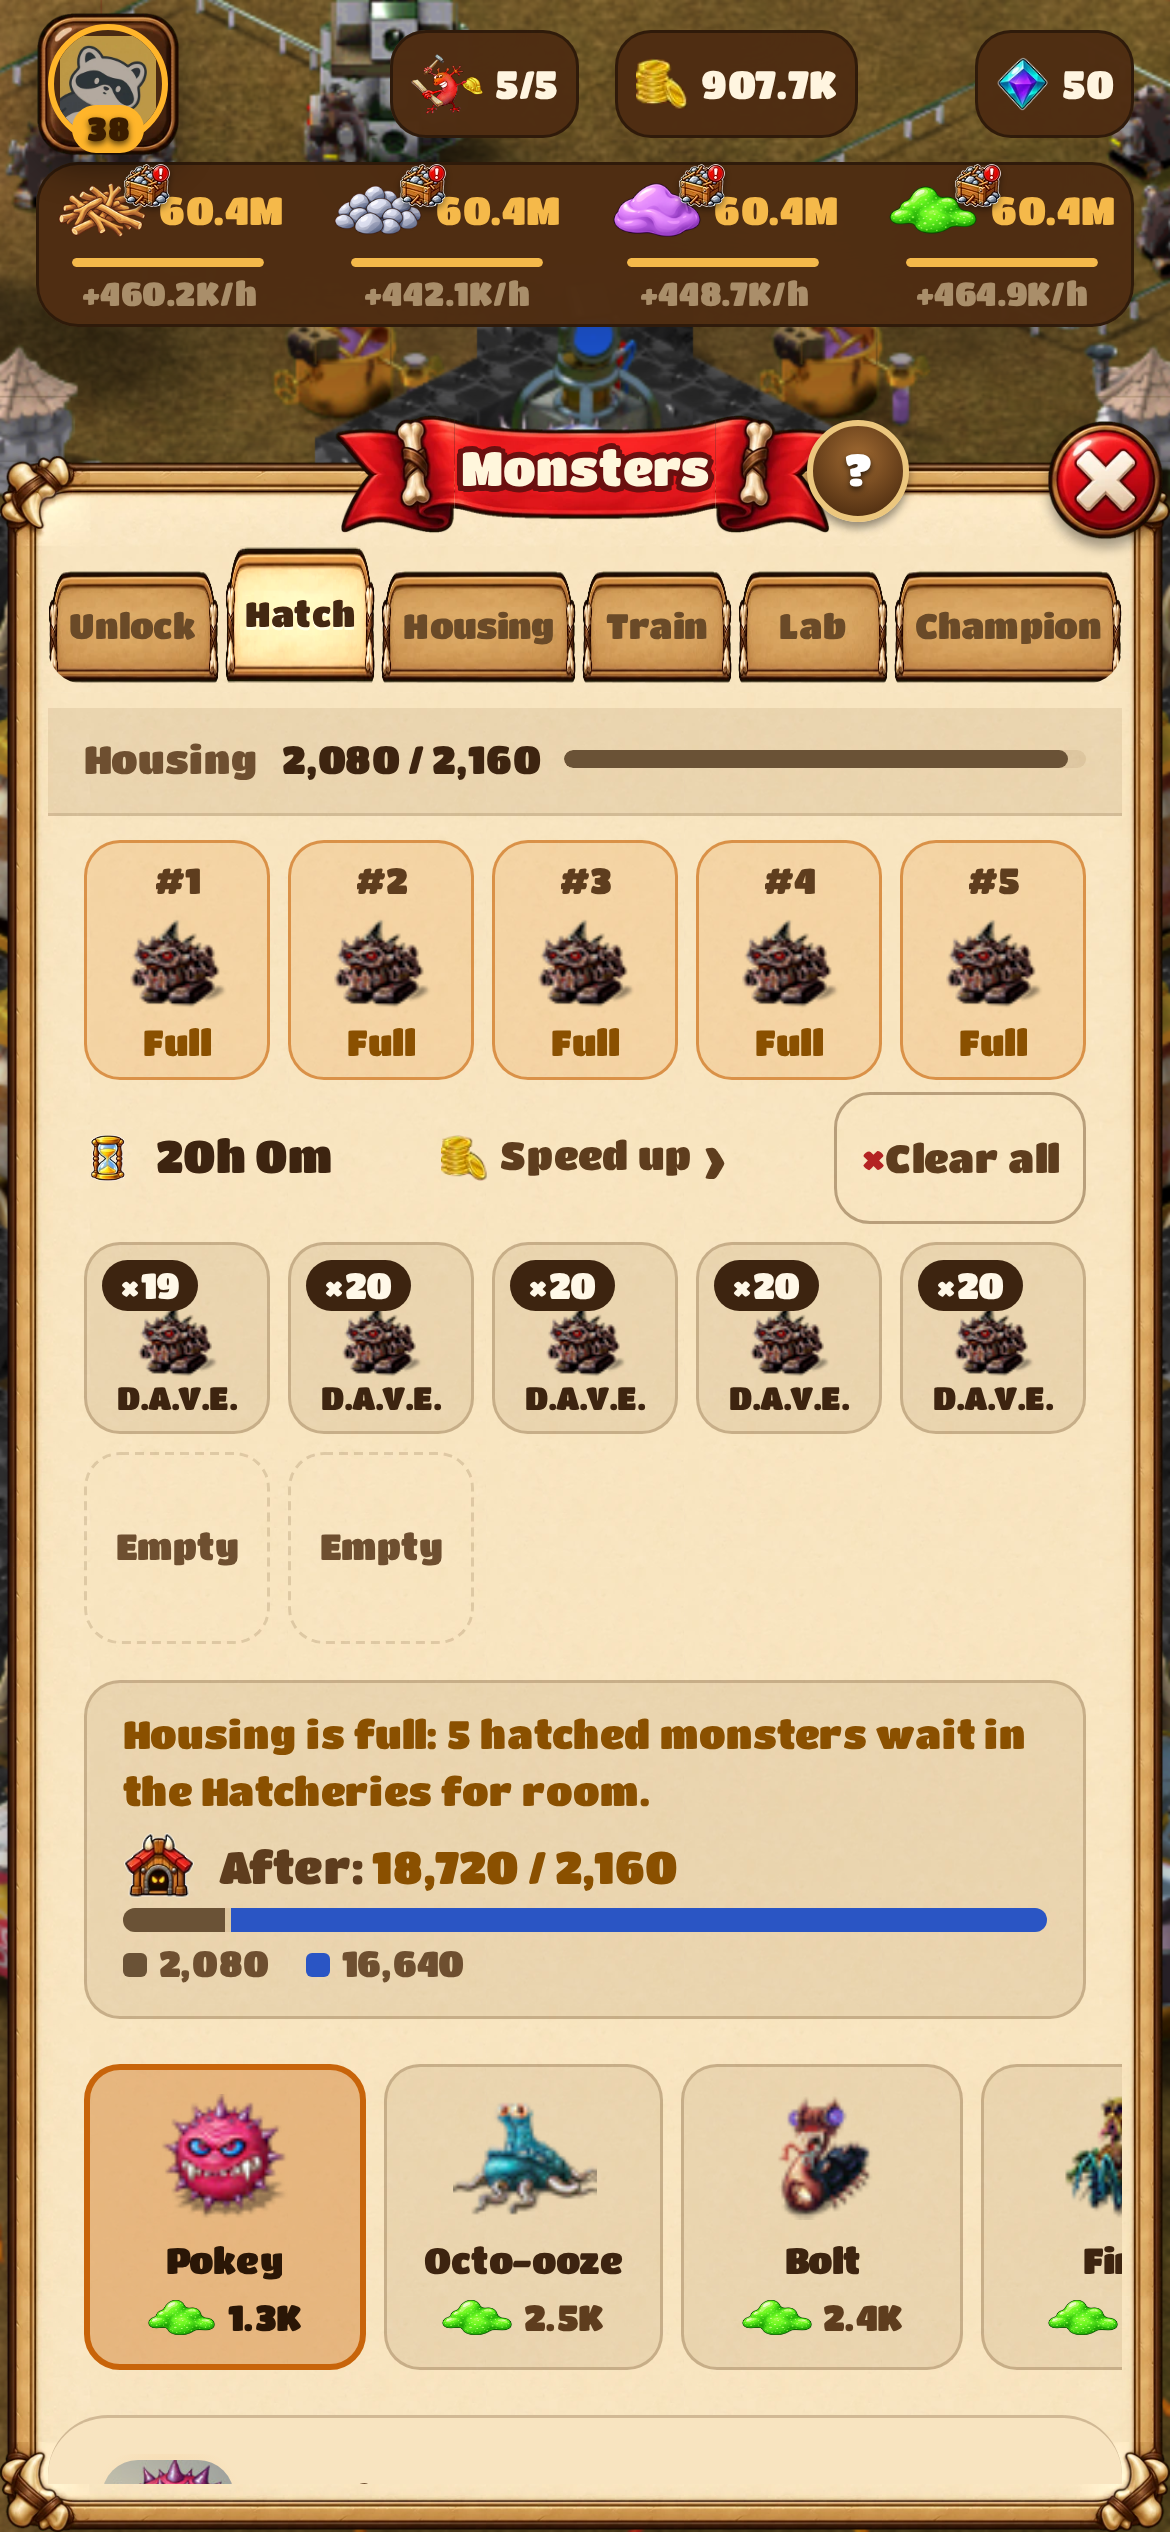 38
5/5
907.7K
50
60.4M
60.4M
60.4M
60.4M
+460.2K/h
+442.1K/h
+448.7K/h
+464.9K/h
Monsters
?
Unlock
Hatch
Housing
Train
Lab
Champion
Housing 2,080 / 2,160
#1
#2
#3
#4
#5
Full
Full
Full
Full
Full
20h 0m
Speed up ❯
×Clear all
×19
×20
×20
×20
×20
D.A.V.E.
D.A.V.E.
D.A.V.E.
D.A.V.E.
D.A.V.E.
Empty
Empty
Housing is full: 5 hatched monsters wait in
the Hatcheries for room.
After: 18,720 / 2,160
2,080
16,640
Pokey
Octo-ooze
Bolt
1.3K
2.5K
2.4K